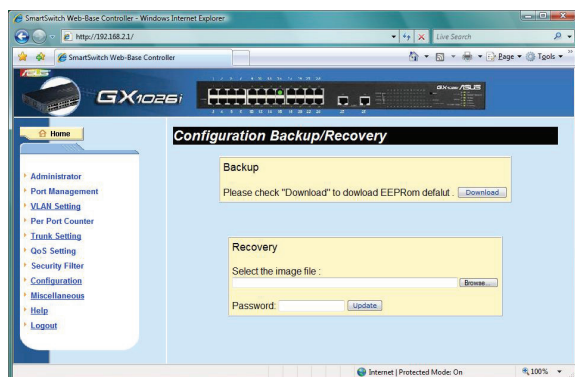 SmartSwitch Web-Base Controller - Windows Internet Explorer
http://192.168.2.1/
Live Search
SmartSwitch Web-Base Controller
Page
Tools
ASUS
GX1026i
GX1026i /ASUS
Home
Configuration Backup/Recovery
Administrator
Port Management
VLAN Setting
Per Port Counter
Trunk Setting
QoS Setting
Security Filter
Configuration
Miscellaneous
Help
Logout
Backup
Please check "Download" to dowload EEPRom defalut . Download
Recovery
Select the image file :
Browse...
Password: Update
Internet | Protected Mode: On
100%